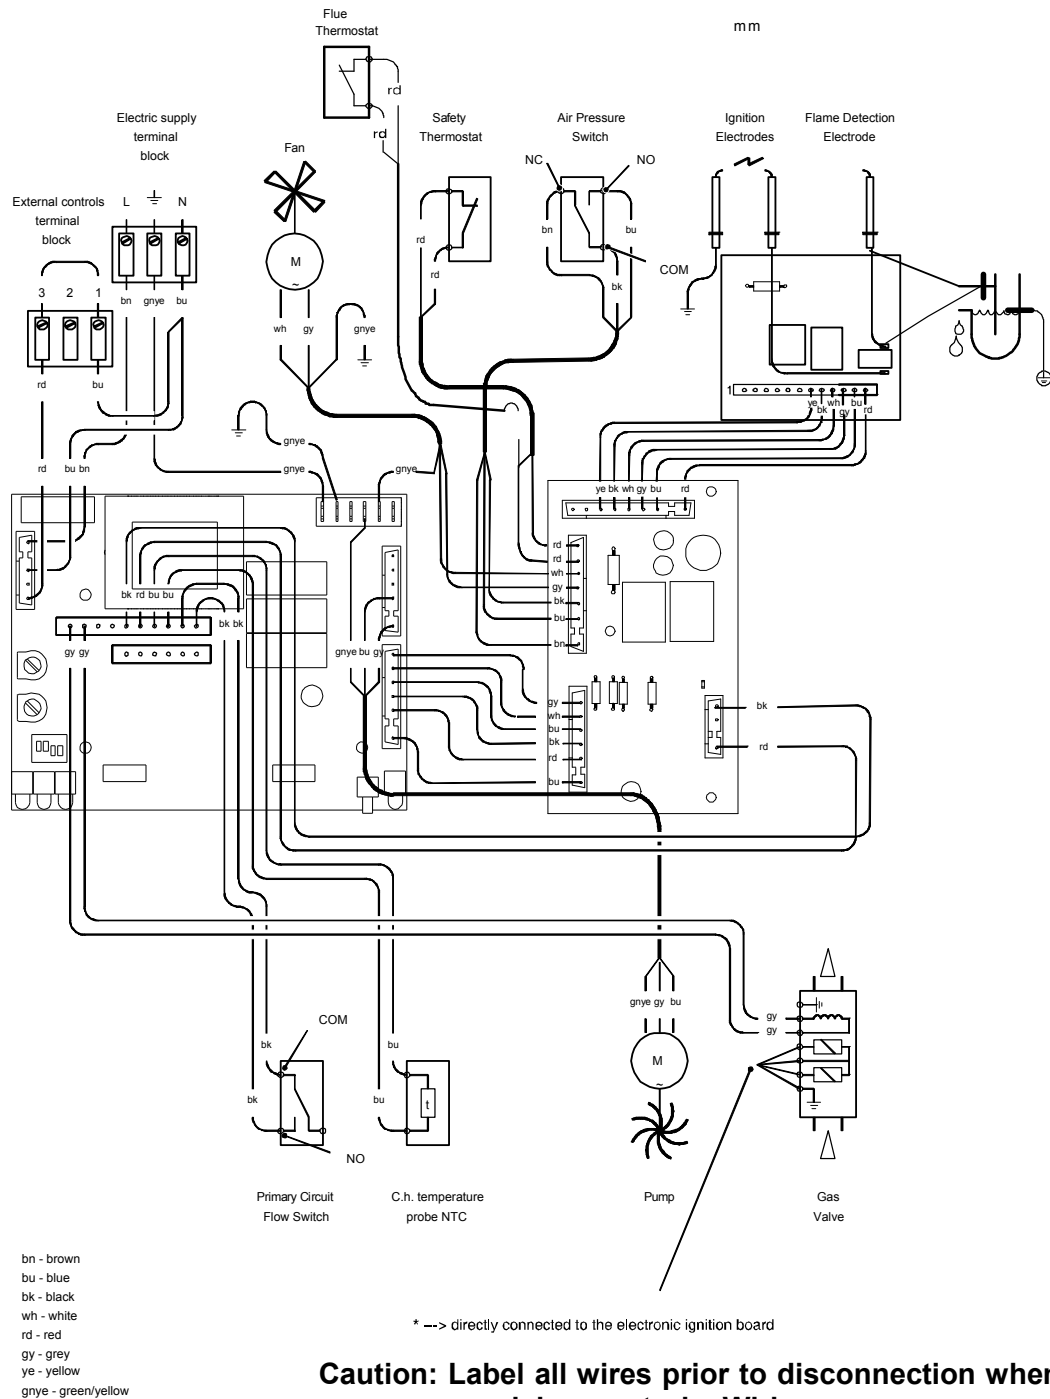 Flue
Thermostat
mm
rd
rd
Electric supply
terminal
block
Fan
Safety
Thermostat
Air Pressure
Switch
Ignition
Electrodes
Flame Detection
Electrode
NC
NO
External controls
terminal
block
L
N
M
~
rd
rd
bn
bu
bk
COM
3
2
1
bn
gnye
bu
wh
gy
gnye
rd
bu
1
ye
bk
wh
gy
bu
rd
gnye
gnye
gnye
rd
bu
bn
ye bk wh gy bu
rd
rd
rd
wh
gy
bk
bu
bn
bk rd bu bu
bk bk
gy gy
gnye bu gy
gy
wh
bu
bk
rd
bu
bk
rd
gnye gy bu
gy
gy
COM
bk
bk
bu
bu
t
M
~
NO
Primary Circuit
Flow Switch
C.h. temperature
probe NTC
Pump
Gas
Valve
bn - brown
bu - blue
bk - black
wh - white
rd - red
gy - grey
ye - yellow
gnye - green/yellow
* --> directly connected to the electronic ignition board
Caution: Label all wires prior to disconnection when